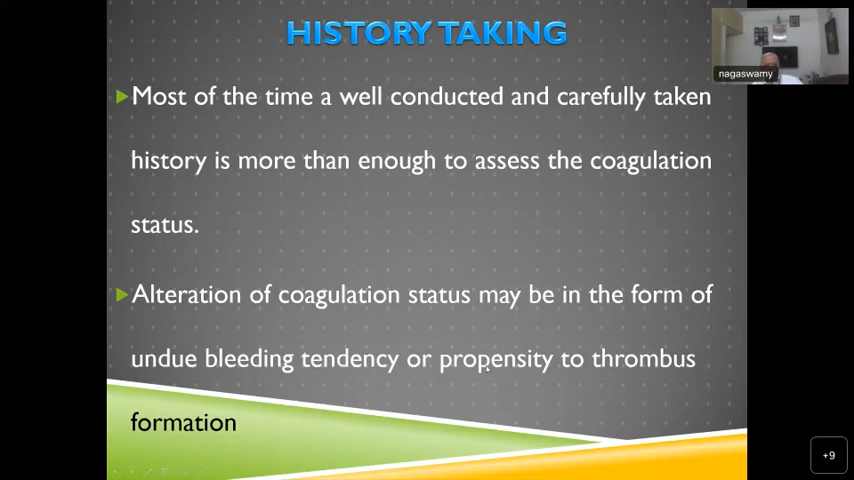 HISTORY TAKING
nagaswamy
Most of the time a well conducted and carefully taken
history is more than enough to assess the coagulation
status.
Alteration of coagulation status may be in the form of
undue bleeding tendency or propensity to thrombus
formation
+9